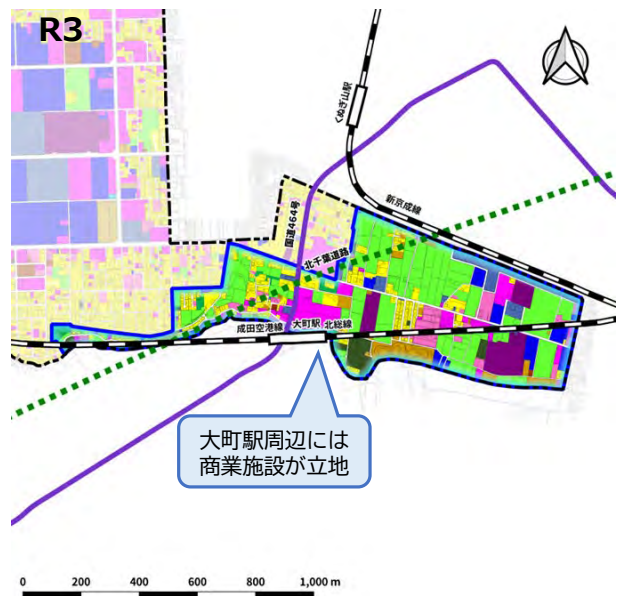 R3
くぬぎ山駅
新京成線
国道464号
北千葉道路
成田空港線 大町駅 北総線
大町駅周辺には
商業施設が立地
0 200 400 600 800 1,000 m